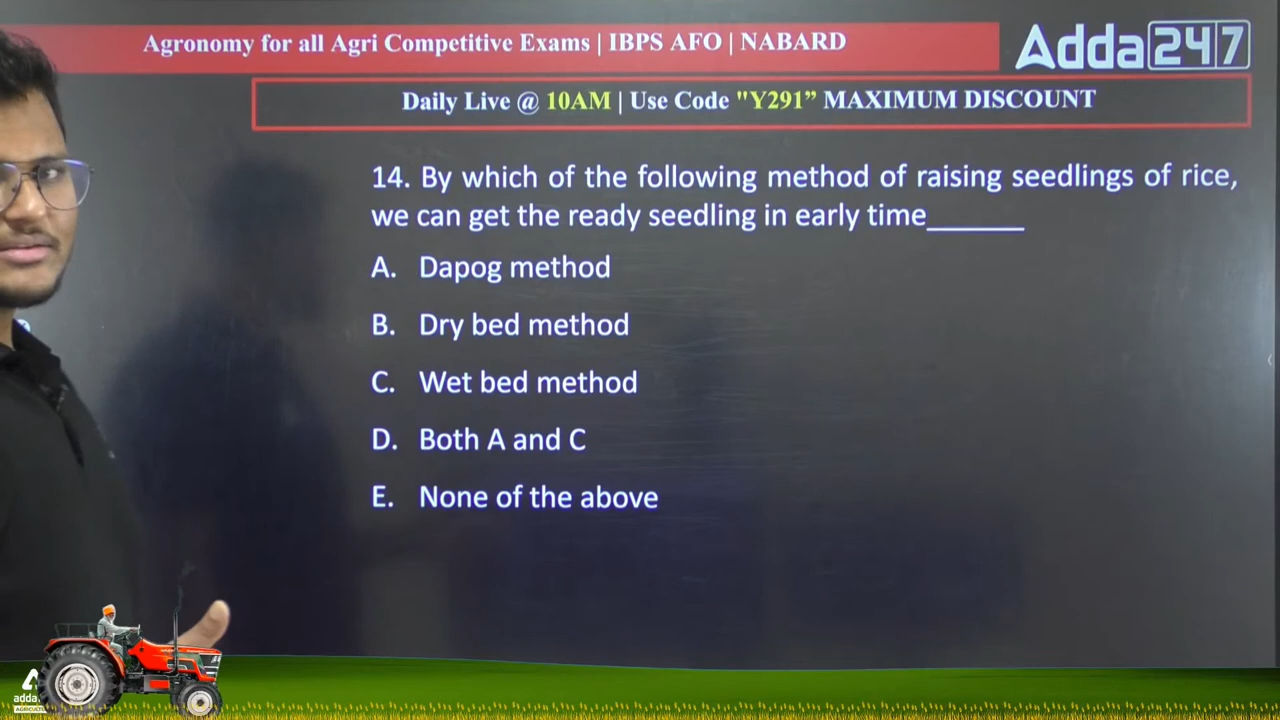 Agronomy for all Agri Competitive Exams | IBPS AFO | NABARD
Adda247
Daily Live @ 10AM | Use Code "Y291” MAXIMUM DISCOUNT
14. By which of the following method of raising seedlings of rice,
we can get the ready seedling in early time______
A. Dapog method
B. Dry bed method
C. Wet bed method
D. Both A and C
E. None of the above
adda